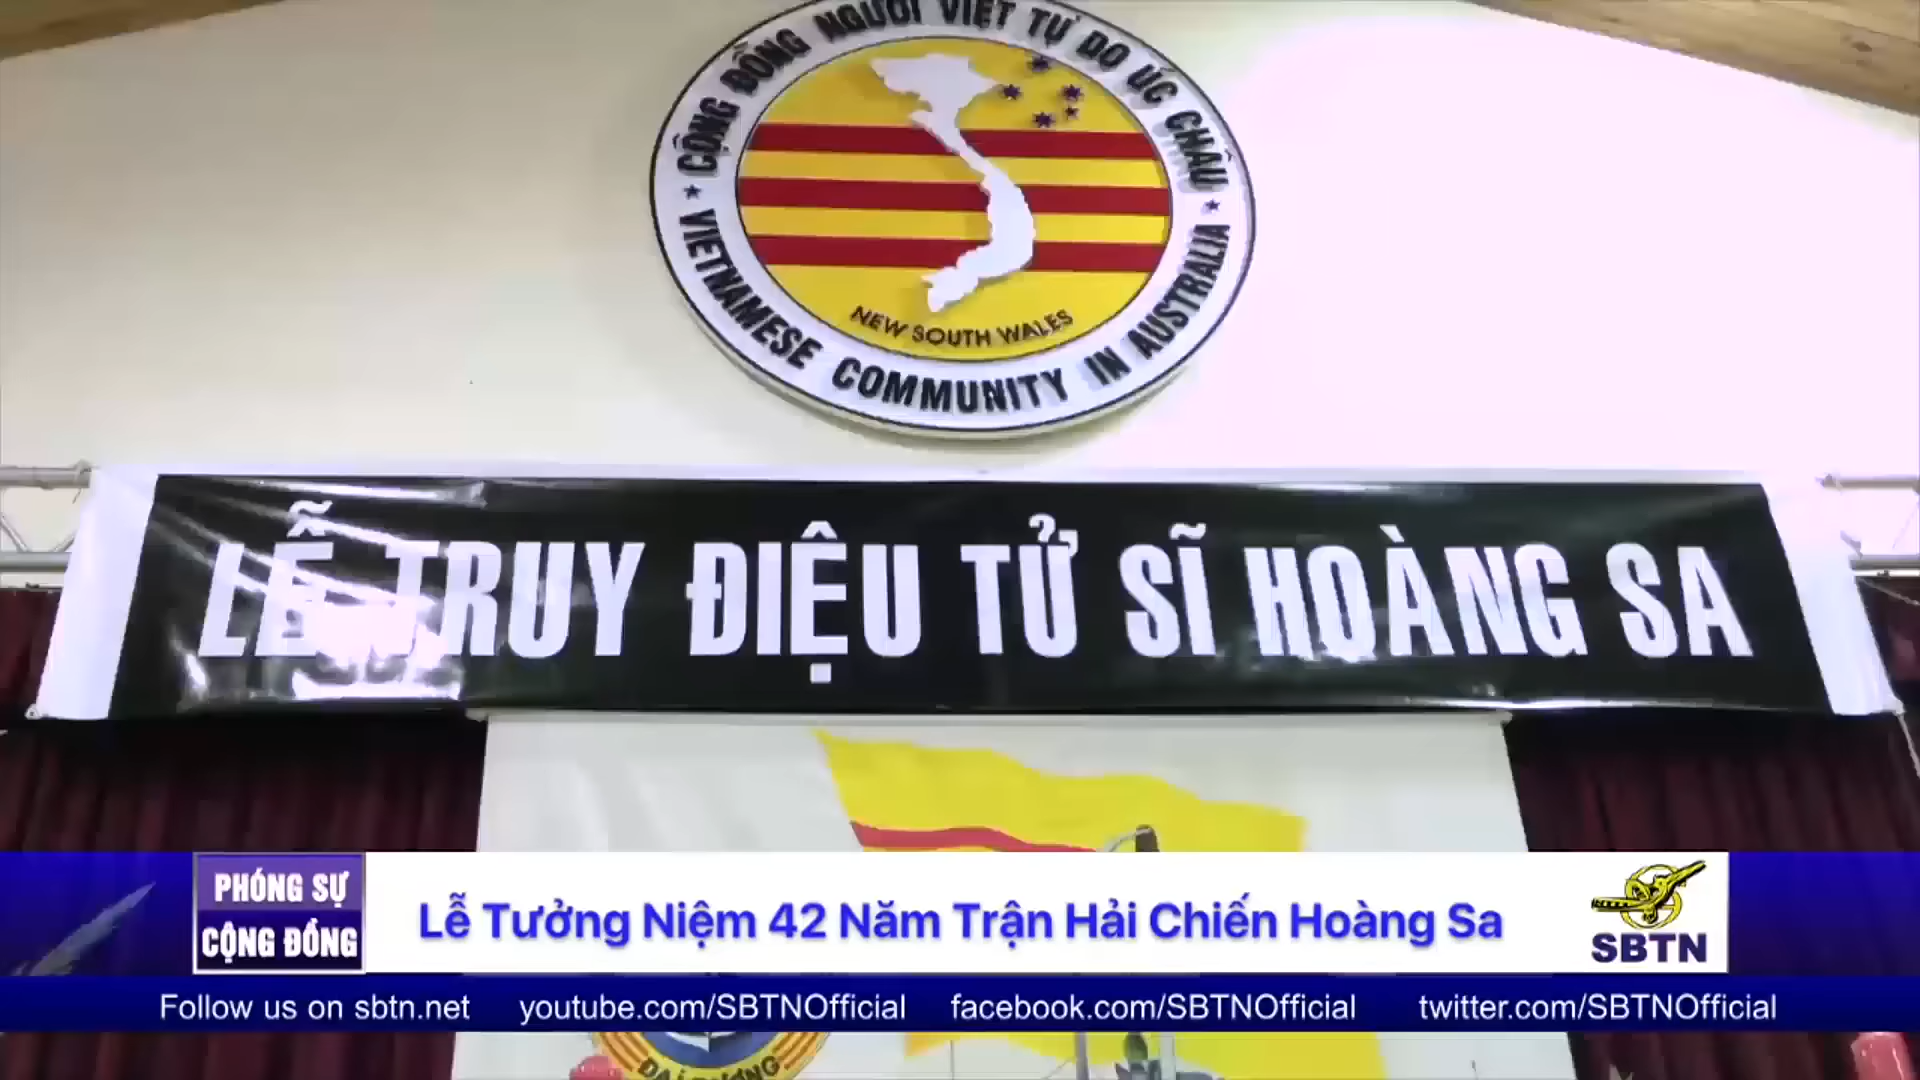 CỘNG ĐỒNG NGƯỜI VIỆT TỰ DO ÚC CHÂU
NEW SOUTH WALES
VIETNAMESE COMMUNITY IN AUSTRALIA
LỄ TRUY ĐIỆU TỬ SĨ HOÀNG SA
PHÓNG SỰ
CỘNG ĐỒNG
Lễ Tưởng Niệm 42 Năm Trận Hải Chiến Hoàng Sa
SBTN
Follow us on sbtn.net youtube.com/SBTNOfficial facebook.com/SBTNOfficial twitter.com/SBTNOfficial